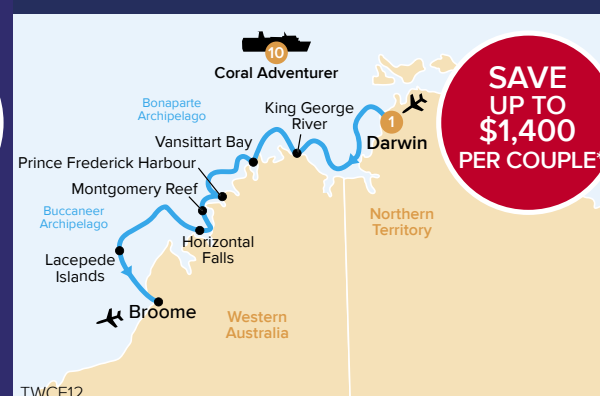 10
Coral Adventurer
SAVE
UP TO
$1,400
PER COUPLE*
Bonaparte
Archipelago
King George
River
1
Darwin
Vansittart Bay
Prince Frederick Harbour
Montgomery Reef
Buccaneer
Archipelago
Northern
Territory
Horizontal
Falls
Lacepede
Islands
Broome
Western
Australia
TWCE12